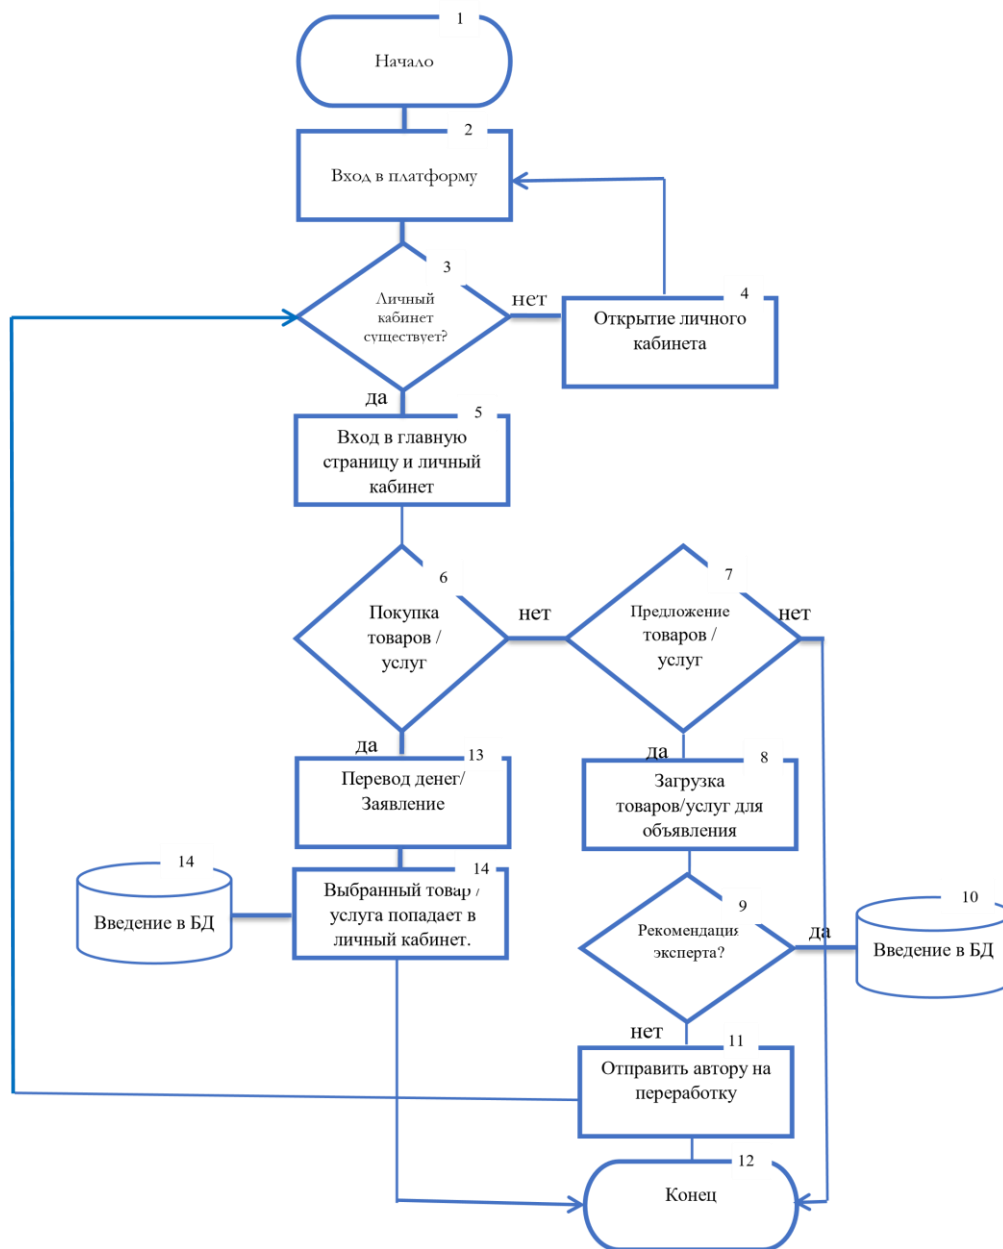 1
Начало
2
Вход в платформу
3
Личный
кабинет
существует?
нет
4
Открытие личного
кабинета
да
5
Вход в главную
страницу и личный
кабинет
6
Покупка
товаров /
услуг
нет
7
Предложение
товаров /
услуг
нет
да
13
Перевод денег/
Заявление
да
8
Загрузка
товаров/услуг для
объявления
14
Введение в БД
14
Выбранный товар /
услуга попадает в
личный кабинет.
9
Рекомендация
эксперта?
да
10
Введение в БД
нет
11
Отправить автору на
переработку
12
Конец